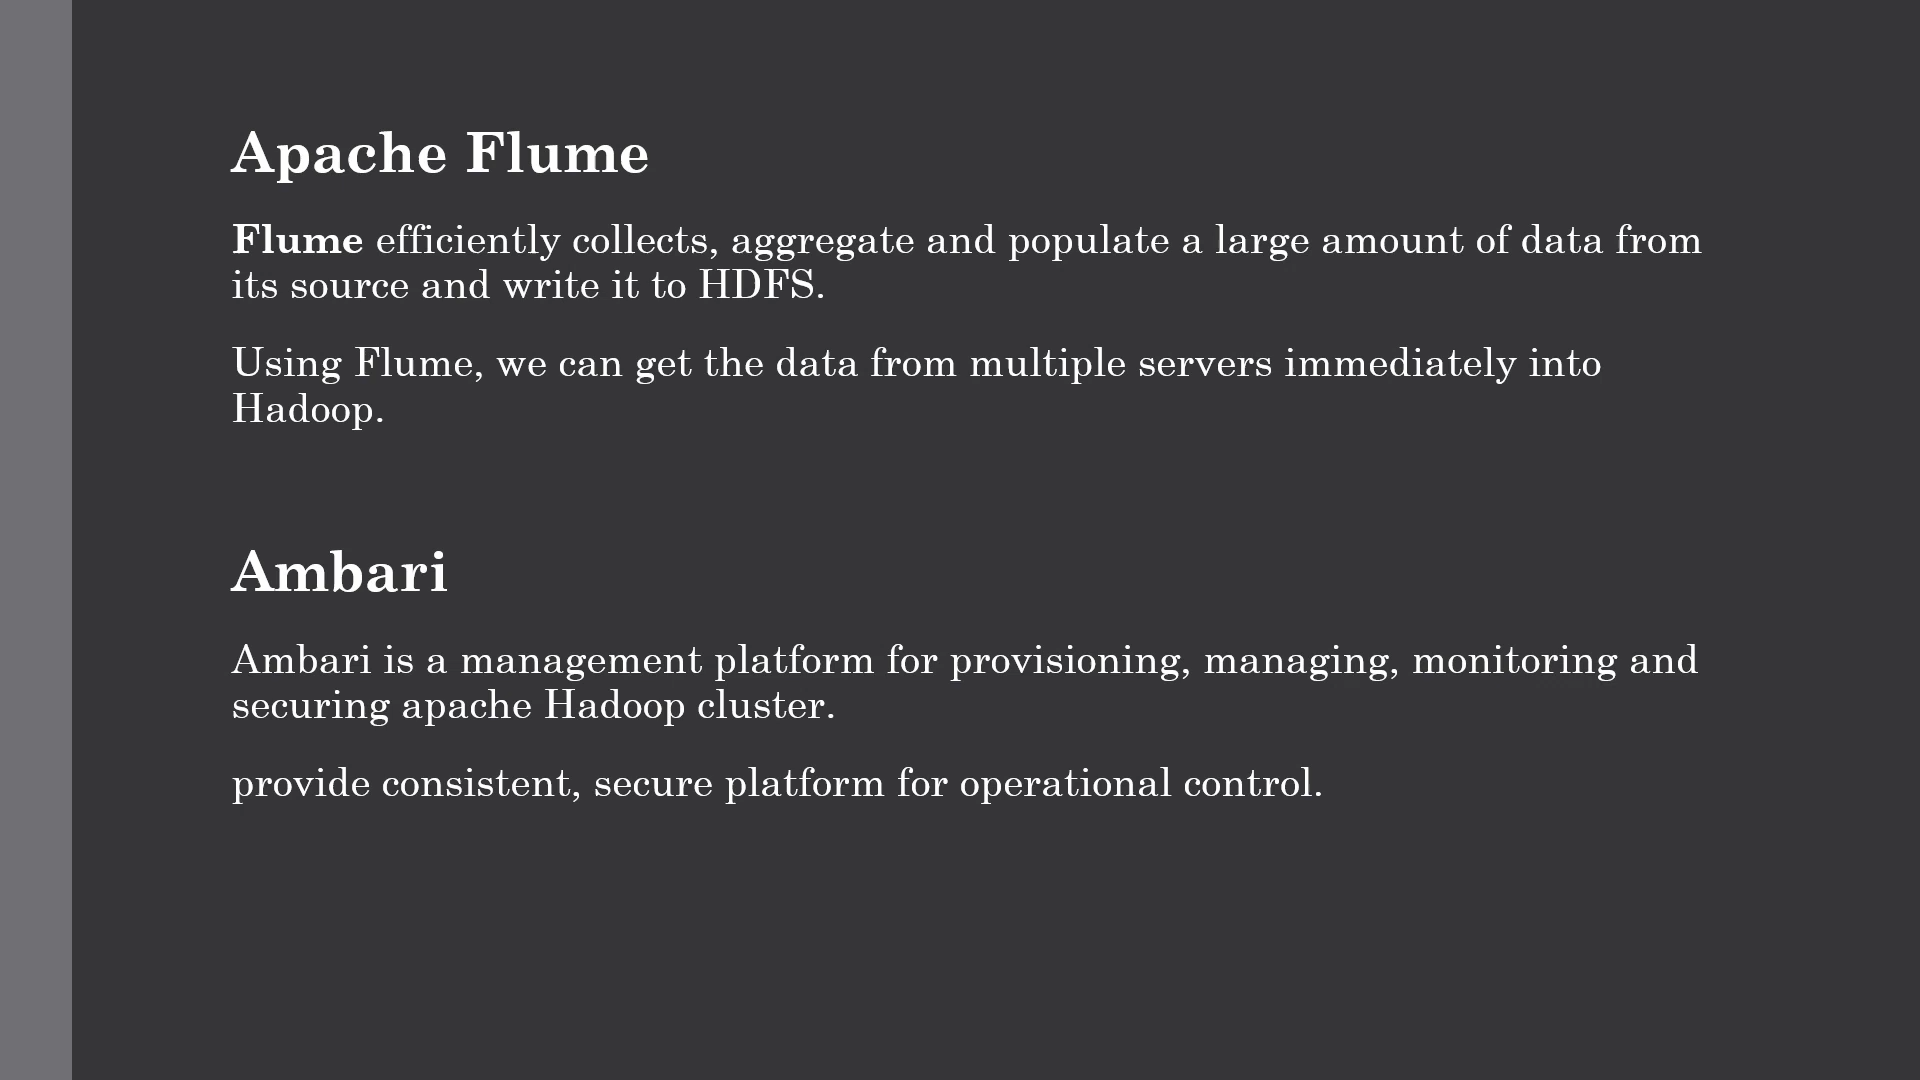 Apache Flume
Flume efficiently collects, aggregate and populate a large amount of data from
its source and write it to HDFS.
Using Flume, we can get the data from multiple servers immediately into
Hadoop.
Ambari
Ambari is a management platform for provisioning, managing, monitoring and
securing apache Hadoop cluster.
provide consistent, secure platform for operational control.